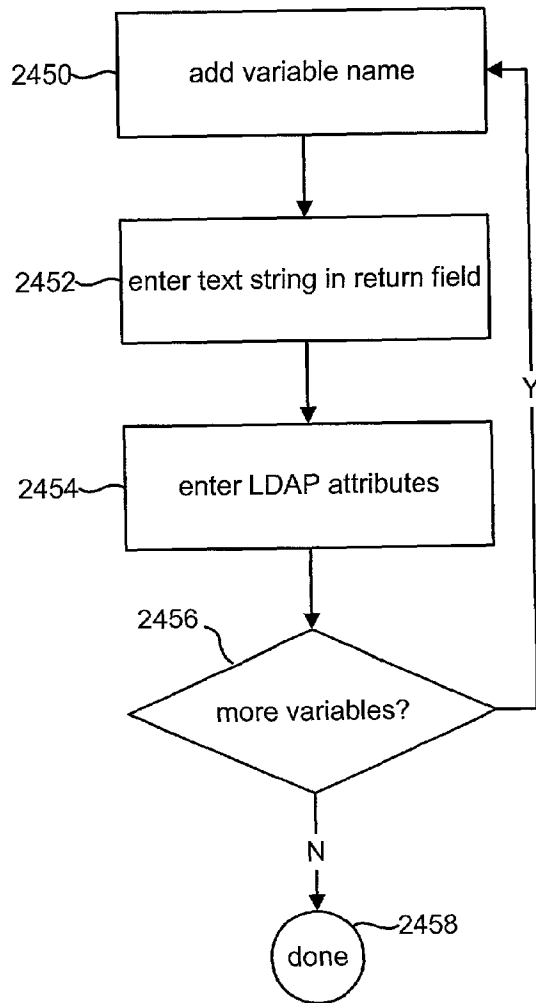 2450
add variable name
2452
enter text string in return field
Y
2454
enter LDAP attributes
2456
more variables?
N
2458
done